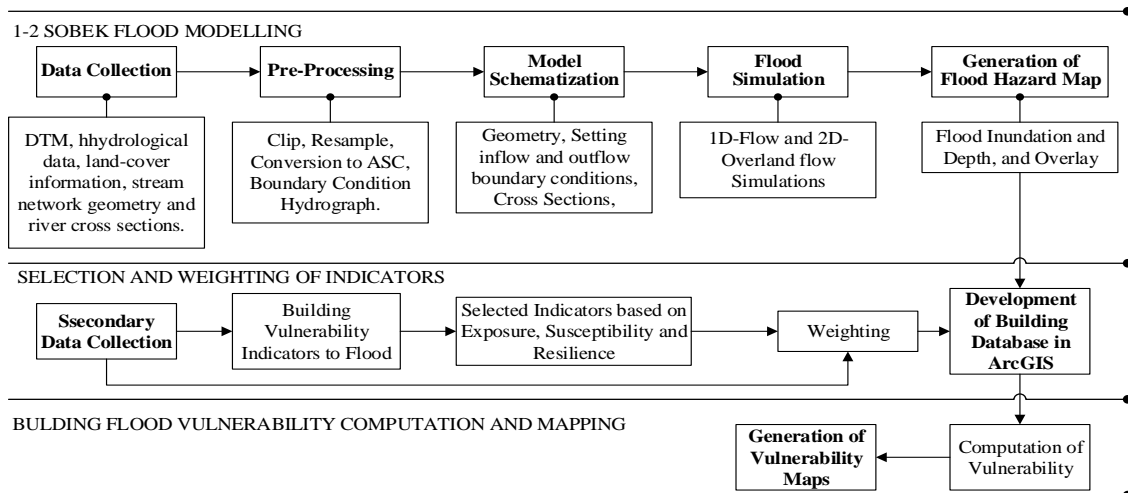 1-2 SOBEK FLOOD MODELLING
Data Collection
Pre-Processing
Model
Schematization
Flood
Simulation
Generation of
Flood Hazard Map
DTM, hhydrological
data, land-cover
information, stream
network geometry and
river cross sections.
Clip, Resample,
Conversion to ASC,
Boundary Condition
Hydrograph.
Geometry, Setting
inflow and outflow
boundary conditions,
Cross Sections,
1D-Flow and 2D-
Overland flow
Simulations
Flood Inundation and
Depth, and Overlay
SELECTION AND WEIGHTING OF INDICATORS
Ssecondary
Data Collection
Building
Vulnerability
Indicators to Flood
Selected Indicators based on
Exposure, Susceptibility and
Resilience
Weighting
Development
of Building
Database in
ArcGIS
BULDING FLOOD VULNERABILITY COMPUTATION AND MAPPING
Generation of
Vulnerability
Maps
Computation of
Vulnerability